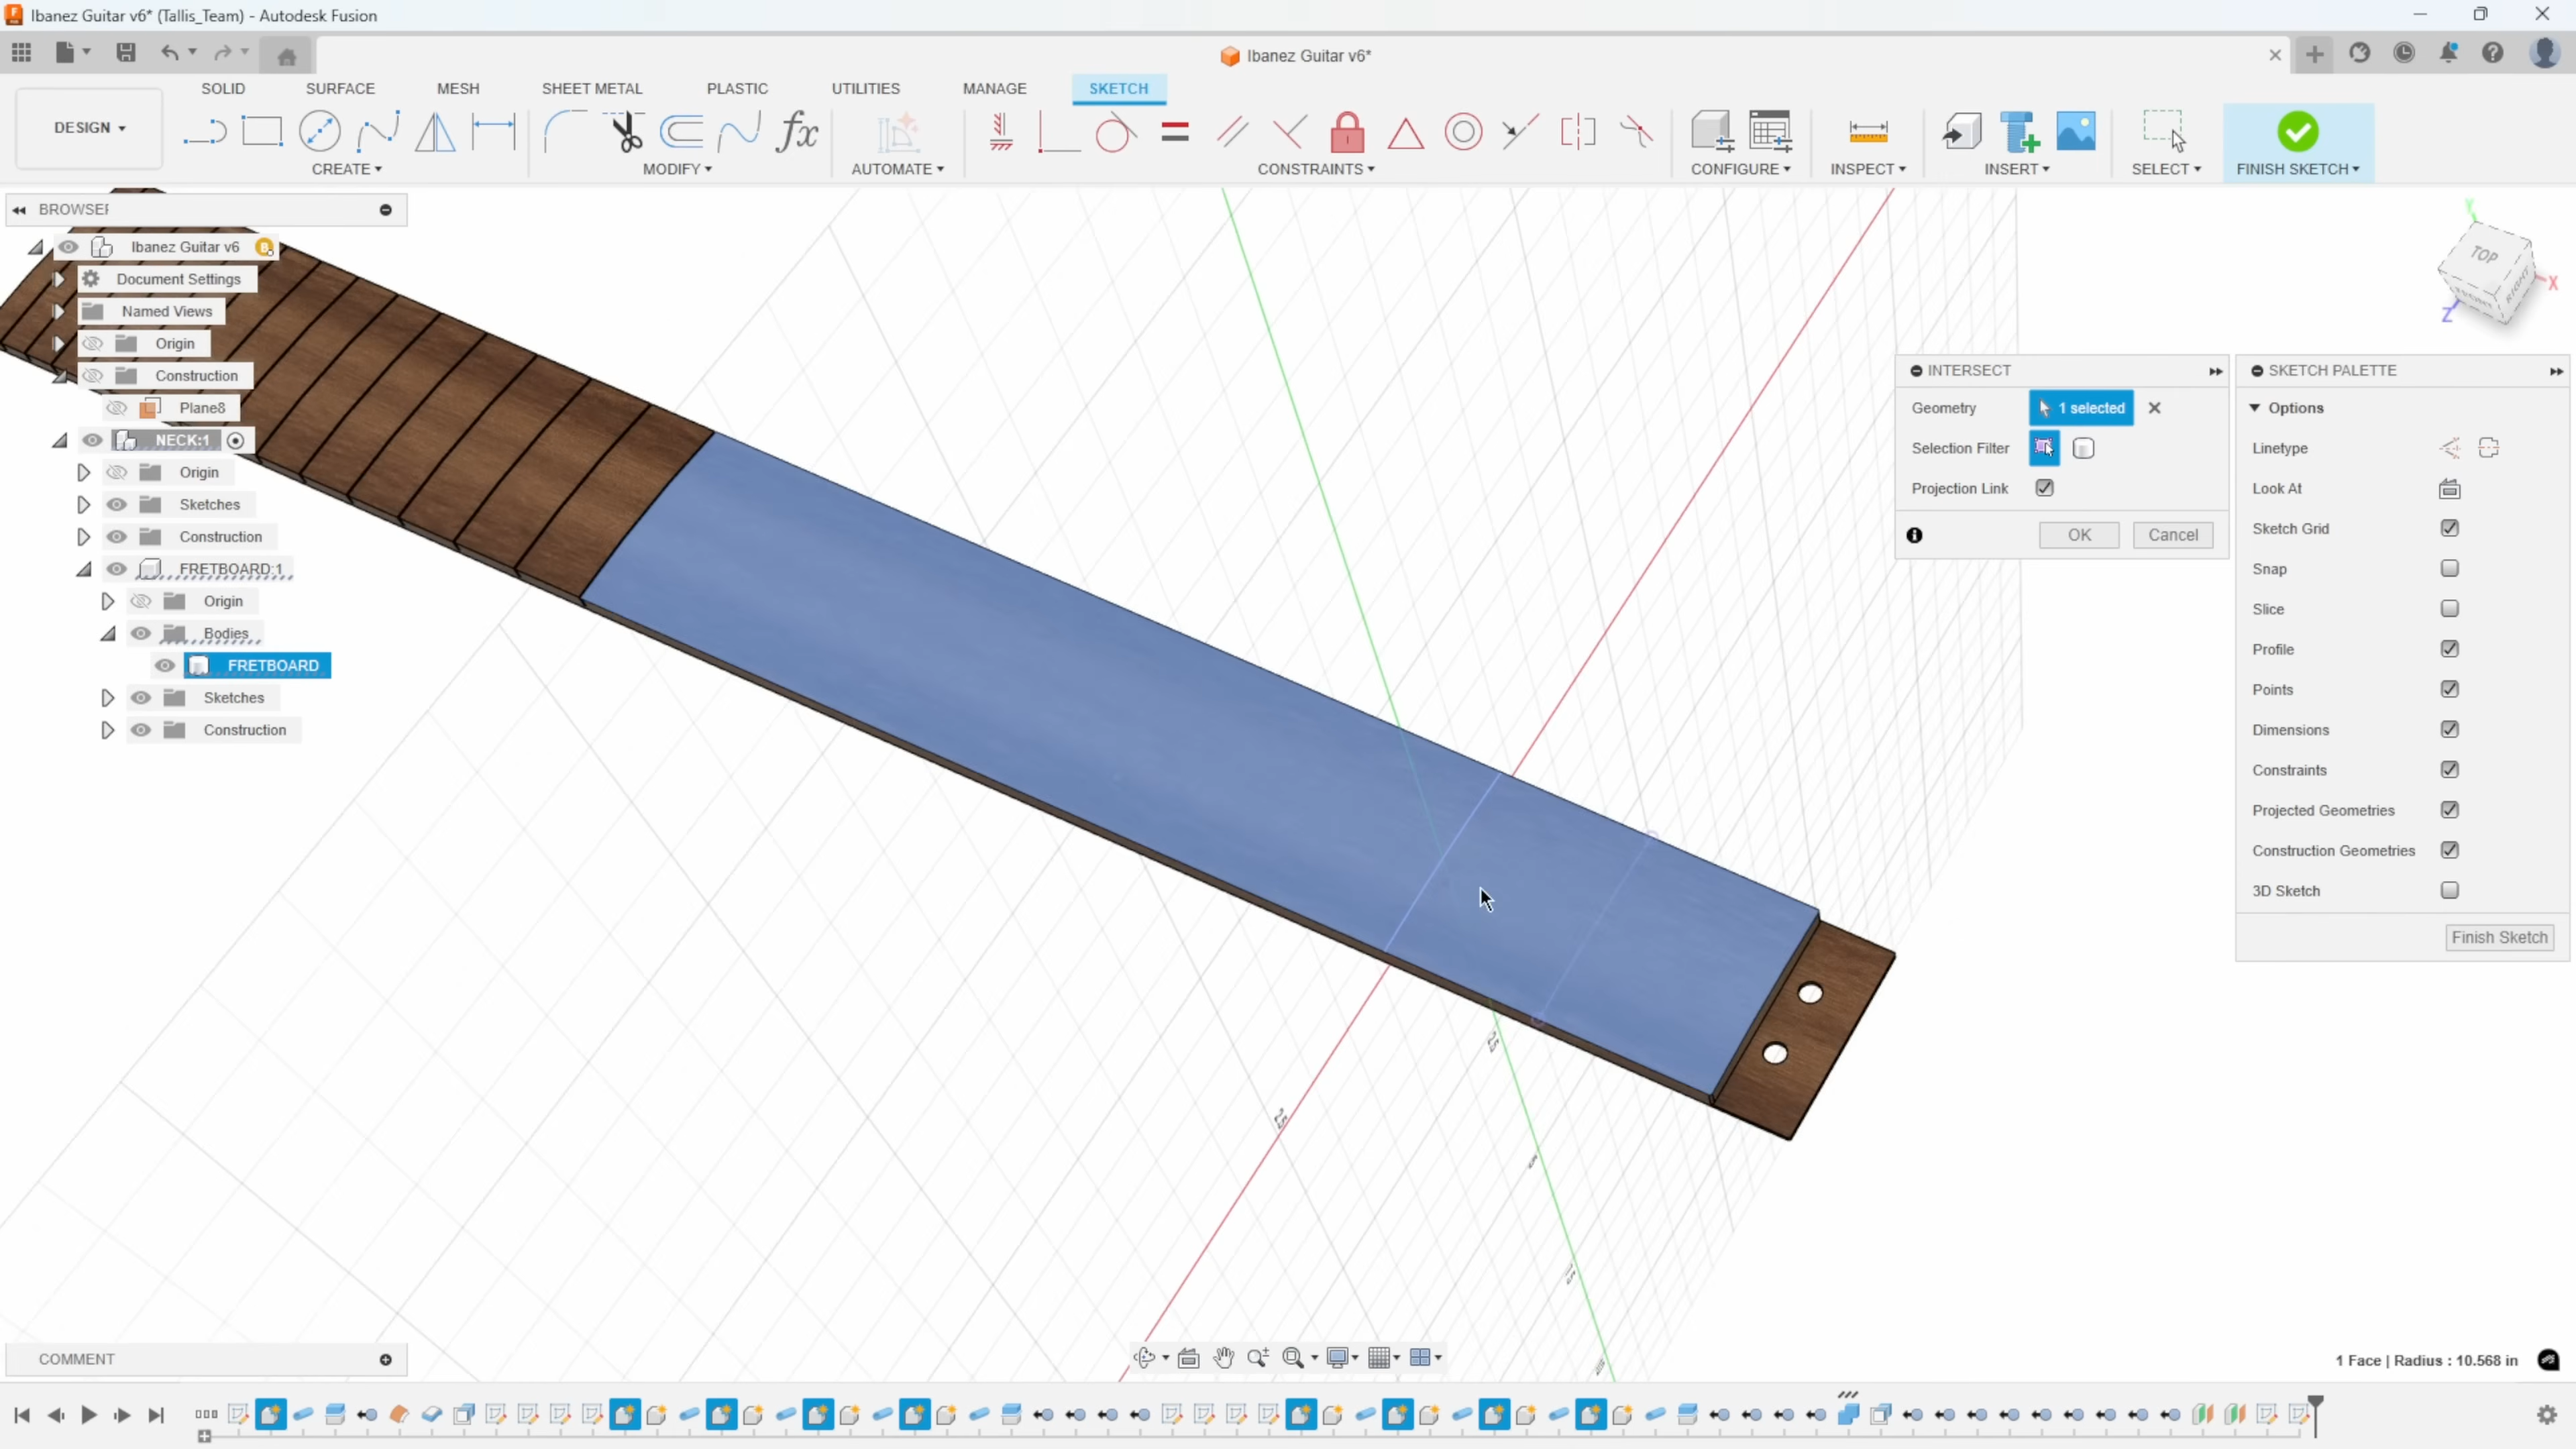 Ibanez Guitar v6* (Tallis_Team) - Autodesk Fusion
Ibanez Guitar v6*
SOLID SURFACE MESH SHEET METAL PLASTIC UTILITIES MANAGE SKETCH
DESIGN
fx
CREATE MODIFY AUTOMATE CONSTRAINTS CONFIGURE INSPECT INSERT SELECT FINISH SKETCH
BROWSER
Ibanez Guitar v6
Document Settings
Named Views
Origin
Construction
Plane8
NECK:1
Origin
Sketches
Construction
FRETBOARD:1
Origin
Bodies
FRETBOARD
Sketches
Construction
Y
TOP
FRONT
RIGHT
X
Z
INTERSECT
Geometry 1 selected
Selection Filter
Projection Link
OK Cancel
SKETCH PALETTE
Options
Linetype
Look At
Sketch Grid
Snap
Slice
Profile
Points
Dimensions
Constraints
Projected Geometries
Construction Geometries
3D Sketch
Finish Sketch
COMMENT
1 Face | Radius : 10.568 in